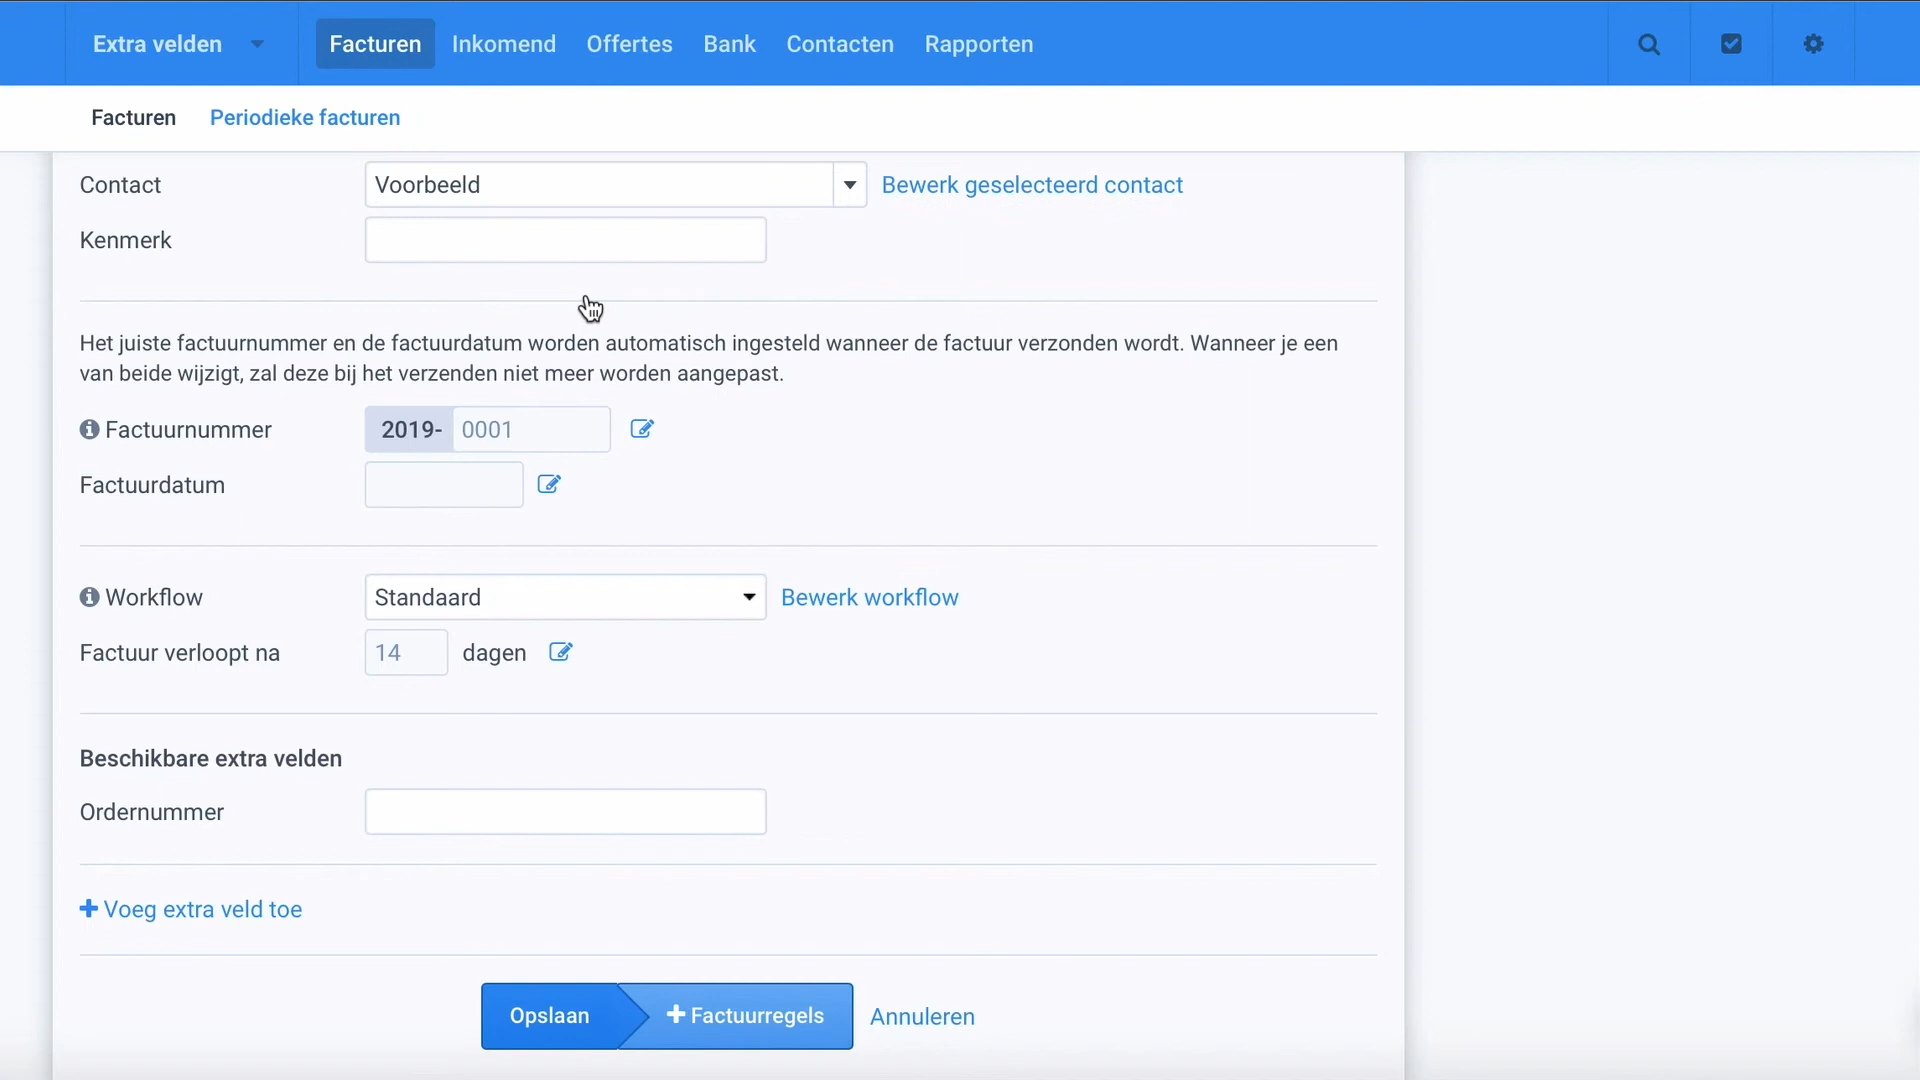 Extra velden
Facturen
Inkomend
Offertes
Bank
Contacten
Rapporten
Facturen
Periodieke facturen
Contact
Voorbeeld
Bewerk geselecteerd contact
Kenmerk
Het juiste factuurnummer en de factuurdatum worden automatisch ingesteld wanneer de factuur verzonden wordt. Wanneer je een
van beide wijzigt, zal deze bij het verzenden niet meer worden aangepast.
Factuurnummer
2019- 0001
Factuurdatum
Workflow
Standaard
Bewerk workflow
Factuur verloopt na
14 dagen
Beschikbare extra velden
Ordernummer
Voeg extra veld toe
Opslaan
Factuurregels
Annuleren